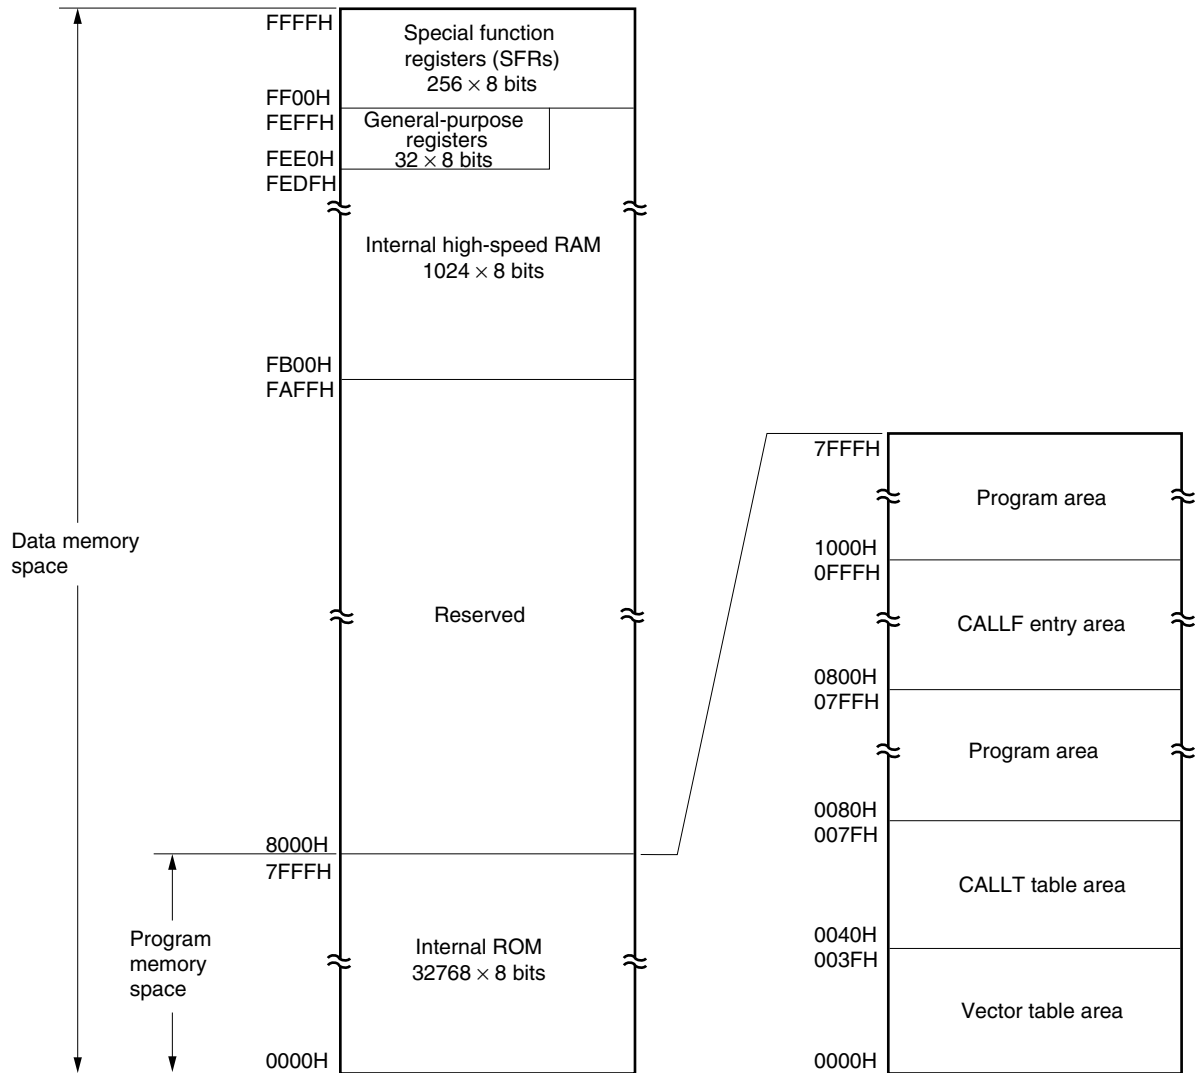 FFFFH
Special function
registers (SFRs)
256 × 8 bits
FF00H
FEFFH
General-purpose
registers
32 × 8 bits
FEE0H
FEDFH
Internal high-speed RAM
1024 × 8 bits
FB00H
FAFFH
Data memory
space
Reserved
8000H
7FFFH
Program
memory
space
Internal ROM
32768 × 8 bits
0000H
7FFFH
Program area
1000H
0FFFH
CALLF entry area
0800H
07FFH
Program area
0080H
007FH
CALLT table area
0040H
003FH
Vector table area
0000H